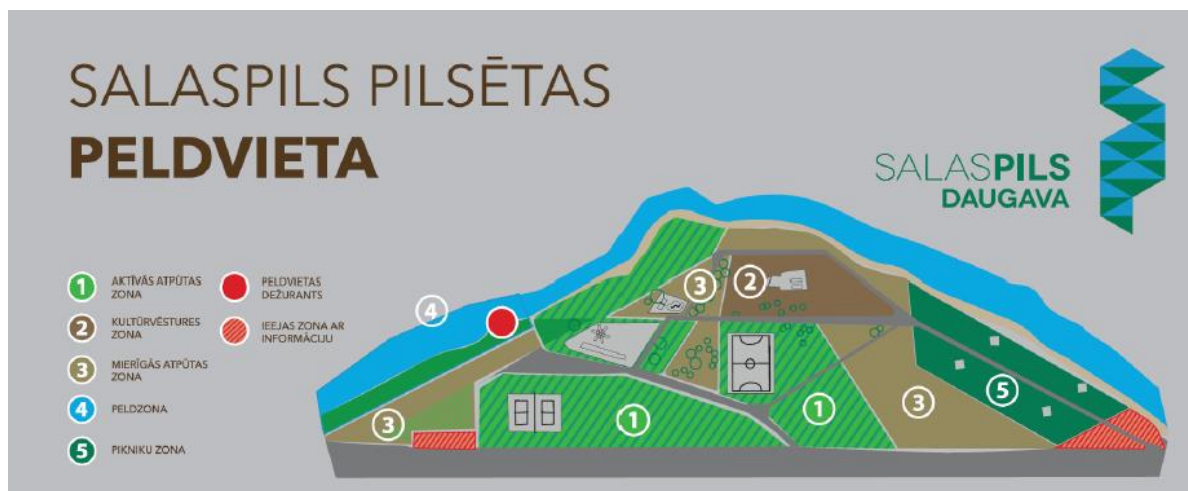 SALASPILS PILSĒTAS
PELDVIETA
SALASPILS
DAUGAVA
1 AKTĪVĀS ATPŪTAS
ZONA
2 KULTŪRVĒSTURES
ZONA
3 MIERĪGĀS ATPŪTAS
ZONA
4 PELDZONA
5 PIKNIKU ZONA
PELDVIETAS
DEŽURANTS
IEEJAS ZONA AR
INFORMĀCIJU
4
3
2
3
1
1
3
5